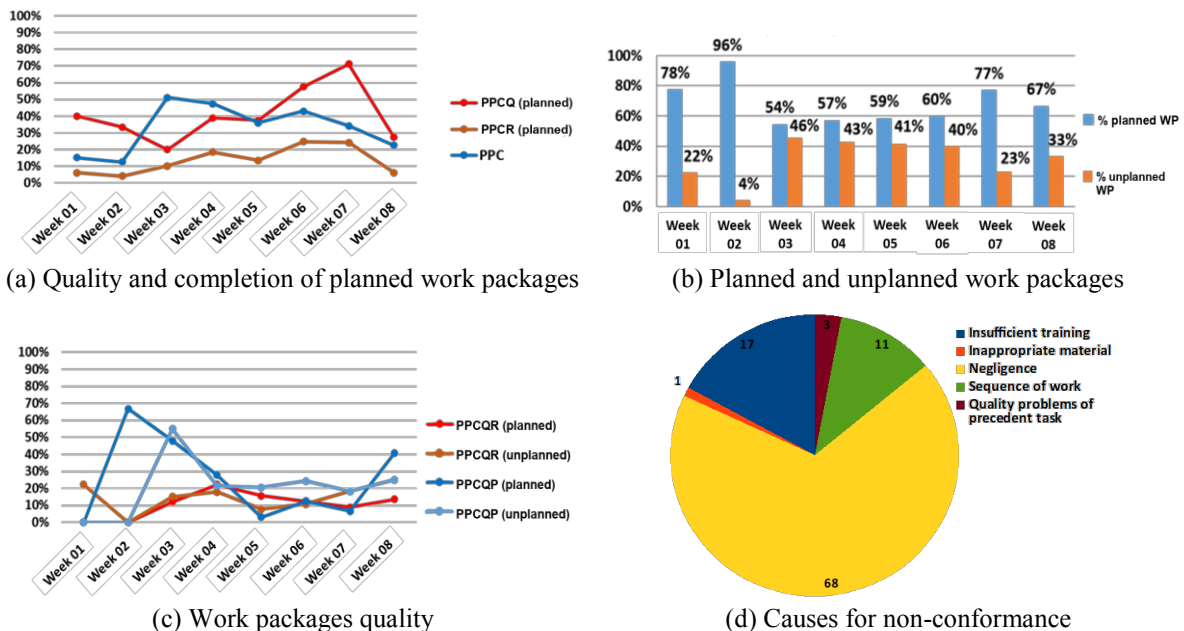 100%
90%
80%
70%
60%
50%
40%
30%
20%
10%
0%
Week 01
Week 02
Week 03
Week 04
Week 05
Week 06
Week 07
Week 08
PPCQ (planned)
PPCR (planned)
PPC
(a) Quality and completion of planned work packages
100%
80%
60%
40%
20%
0%
78%
22%
96%
4%
54%
46%
57%
43%
59%
41%
60%
40%
77%
23%
67%
33%
Week
01
Week
02
Week
03
Week
04
Week
05
Week
06
Week
07
Week
08
% planned WP
% unplanned
WP
(b) Planned and unplanned work packages
100%
90%
80%
70%
60%
50%
40%
30%
20%
10%
0%
Week 01
Week 02
Week 03
Week 04
Week 05
Week 06
Week 07
Week 08
PPCQR (planned)
PPCQR (unplanned)
PPCQP (planned)
PPCQP (unplanned)
(c) Work packages quality
3
11
17
1
68
Insufficient training
Inappropriate material
Negligence
Sequence of work
Quality problems of
precedent task
(d) Causes for non-conformance